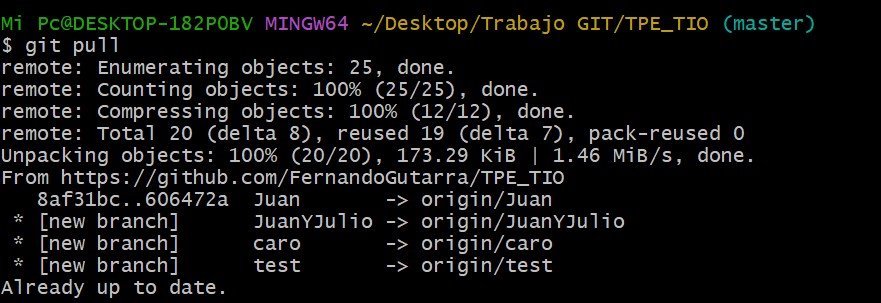 Mi Pc@DESKTOP-182POBV MINGW64 ~/Desktop/Trabajo GIT/TPE_TIO (master)
$ git pull
remote: Enumerating objects: 25, done.
remote: Counting objects: 100% (25/25), done.
remote: Compressing objects: 100% (12/12), done.
remote: Total 20 (delta 8), reused 19 (delta 7), pack-reused 0
Unpacking objects: 100% (20/20), 173.29 KiB | 1.46 MiB/s, done.
From https://github.com/FernandoGutarra/TPE_TIO
   8af31bc..606472a  Juan       -> origin/Juan
 * [new branch]      JuanYJulio -> origin/JuanYJulio
 * [new branch]      caro       -> origin/caro
 * [new branch]      test       -> origin/test
Already up to date.